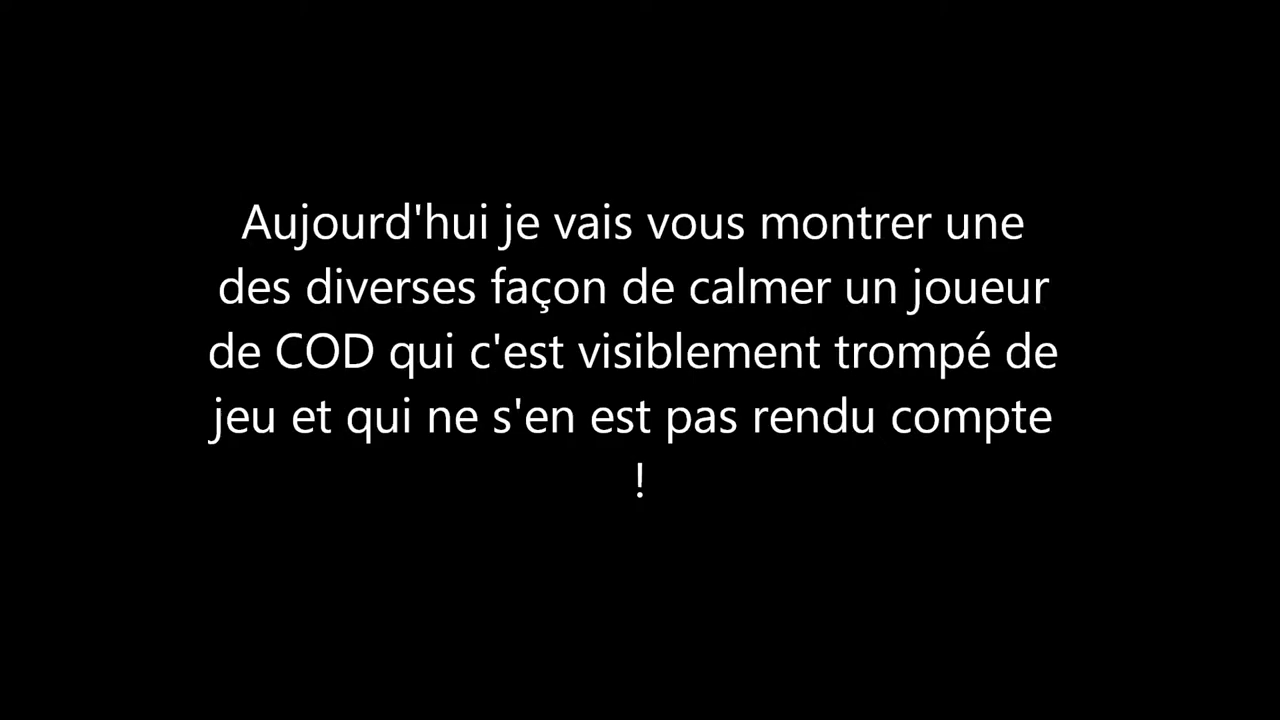 Aujourd'hui je vais vous montrer une
des diverses façon de calmer un joueur
de COD qui c'est visiblement trompé de
jeu et qui ne s'en est pas rendu compte
!